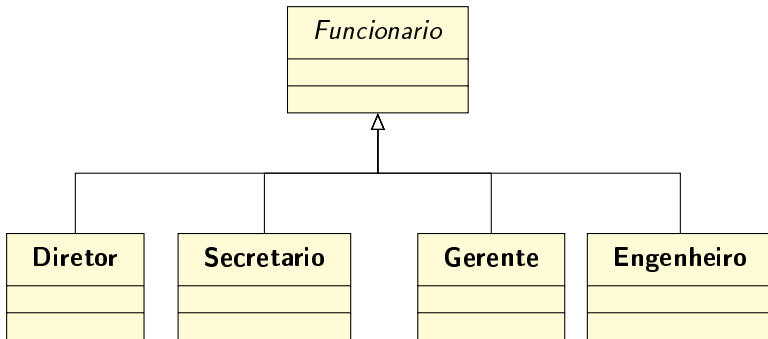 Funcionario
Diretor
Secretario
Gerente
Engenheiro